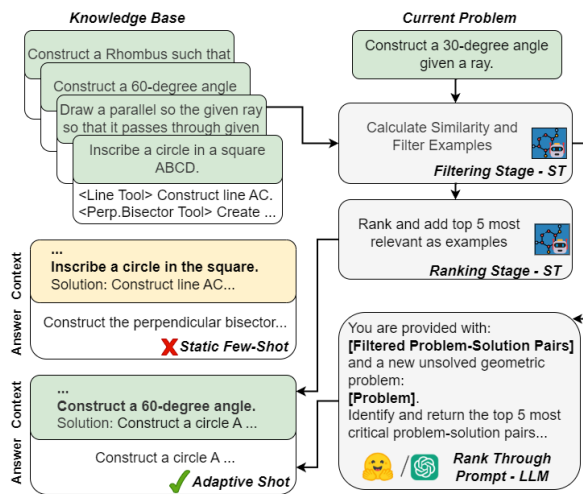 Knowledge Base
Construct a Rhombus such that
Construct a 60-degree angle
Draw a parallel so the given ray
so that it passes through given
Inscribe a circle in a square
ABCD.
<Line Tool> Construct line AC.
<Perp.Bisector Tool> Create ...
Current Problem
Construct a 30-degree angle
given a ray.
Calculate Similarity and
Filter Examples
Filtering Stage - ST
Rank and add top 5 most
relevant as examples
Ranking Stage - ST
Context
...
Inscribe a circle in the square.
Solution: Construct line AC...
Answer
Construct the perpendicular bisector...
Static Few-Shot
Context
...
Construct a 60-degree angle.
Solution: Construct a circle A ...
Answer
Construct a circle A ...
Adaptive Shot
You are provided with:
[Filtered Problem-Solution Pairs]
and a new unsolved geometric
problem:
[Problem].
Identify and return the top 5 most
critical problem-solution pairs...
/
Rank Through
Prompt - LLM